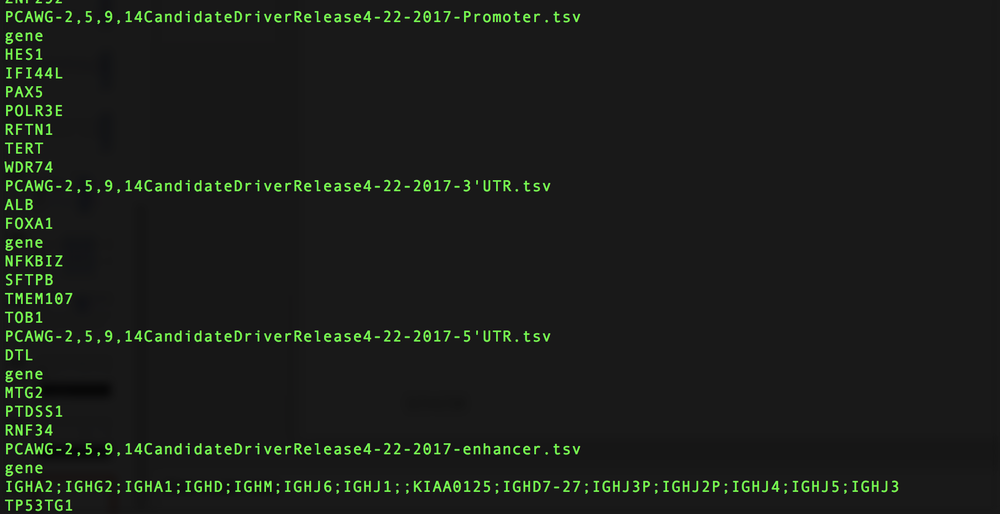 ZNF292
PCAWG-2,5,9,14CandidateDriverRelease4-22-2017-Promoter.tsv
gene
HES1
IFI44L
PAX5
POLR3E
RFTN1
TERT
WDR74
PCAWG-2,5,9,14CandidateDriverRelease4-22-2017-3'UTR.tsv
ALB
FOXA1
gene
NFKBIZ
SFTPB
TMEM107
TOB1
PCAWG-2,5,9,14CandidateDriverRelease4-22-2017-5'UTR.tsv
DTL
gene
MTG2
PTDSS1
RNF34
PCAWG-2,5,9,14CandidateDriverRelease4-22-2017-enhancer.tsv
gene
IGHA2;IGHG2;IGHA1;IGHD;IGHM;IGHJ6;IGHJ1;;KIAA0125;IGHD7-27;IGHJ3P;IGHJ2P;IGHJ4;IGHJ5;IGHJ3
TP53TG1